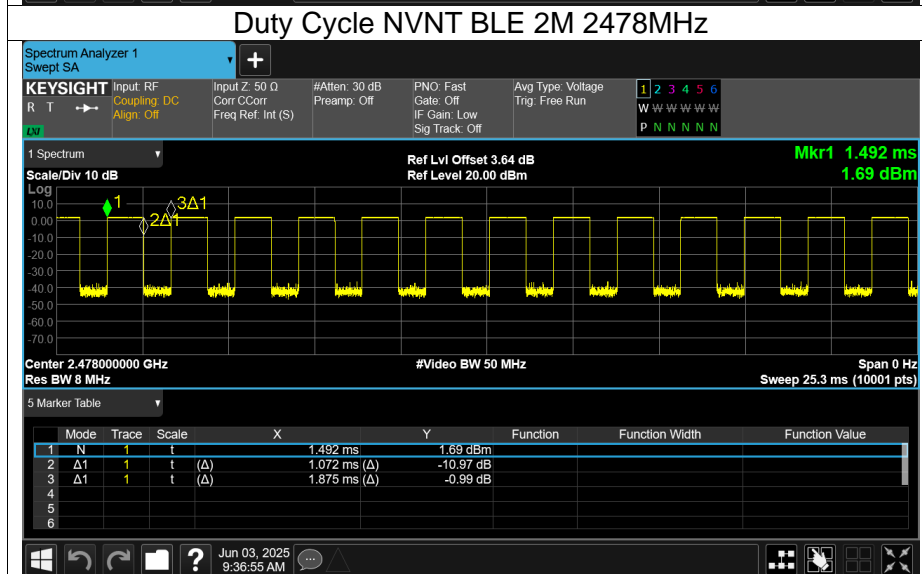 Duty Cycle NVNT BLE 2M 2478MHz
Spectrum Analyzer 1
Swept SA
+
KEYSIGHT Input: RF Input Z: 50 Ω #Atten: 30 dB PNO: Fast Avg Type: Voltage 1 2 3 4 5 6
R T Coupling: DC Corr CCorr Preamp: Off Gate: Off Trig: Free Run W W W W W W
Align: Off Freq Ref: Int (S) IF Gain: Low
LXI Sig Track: Off P N N N N N
1 Spectrum Ref Lvl Offset 3.64 dB Mkr1 1.492 ms
Scale/Div 10 dB Ref Level 20.00 dBm 1.69 dBm
Log
10.0 1 3Δ1
0.00 2Δ1
-10.0
-20.0
-30.0
-40.0
-50.0
-60.0
-70.0
Center 2.478000000 GHz #Video BW 50 MHz Span 0 Hz
Res BW 8 MHz Sweep 25.3 ms (10001 pts)
5 Marker Table
Mode Trace Scale X Y Function Function Width Function Value
1 N 1 t 1.492 ms 1.69 dBm
2 Δ1 1 t (Δ) 1.072 ms (Δ) -10.97 dB
3 Δ1 1 t (Δ) 1.875 ms (Δ) -0.99 dB
4
5
6
? Jun 03, 2025
9:36:55 AM